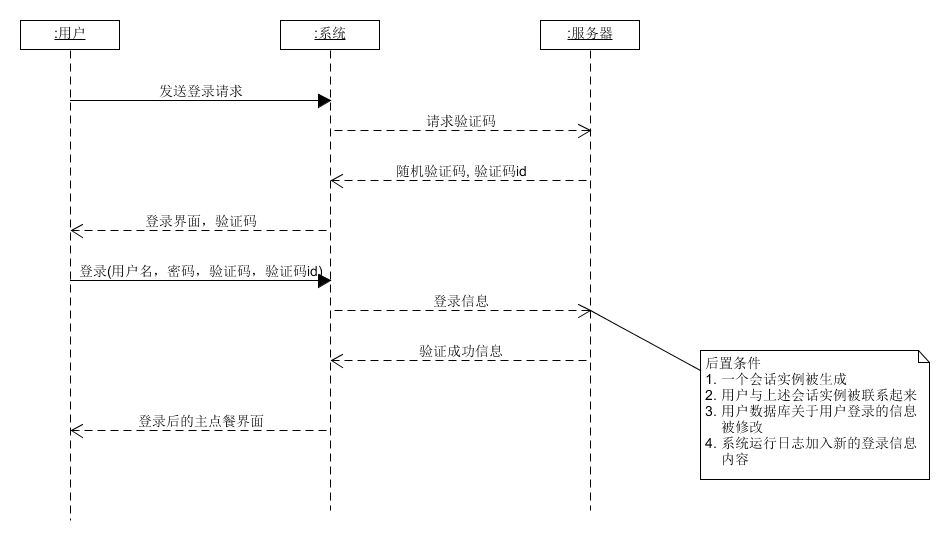 :用户
:系统
:服务器
发送登录请求
请求验证码
随机验证码, 验证码id
登录界面，验证码
登录(用户名，密码，验证码，验证码id)
登录信息
验证成功信息
登录后的主点餐界面
后置条件
1. 一个会话实例被生成
2. 用户与上述会话实例被联系起来
3. 用户数据库关于用户登录的信息
被修改
4. 系统运行日志加入新的登录信息
内容